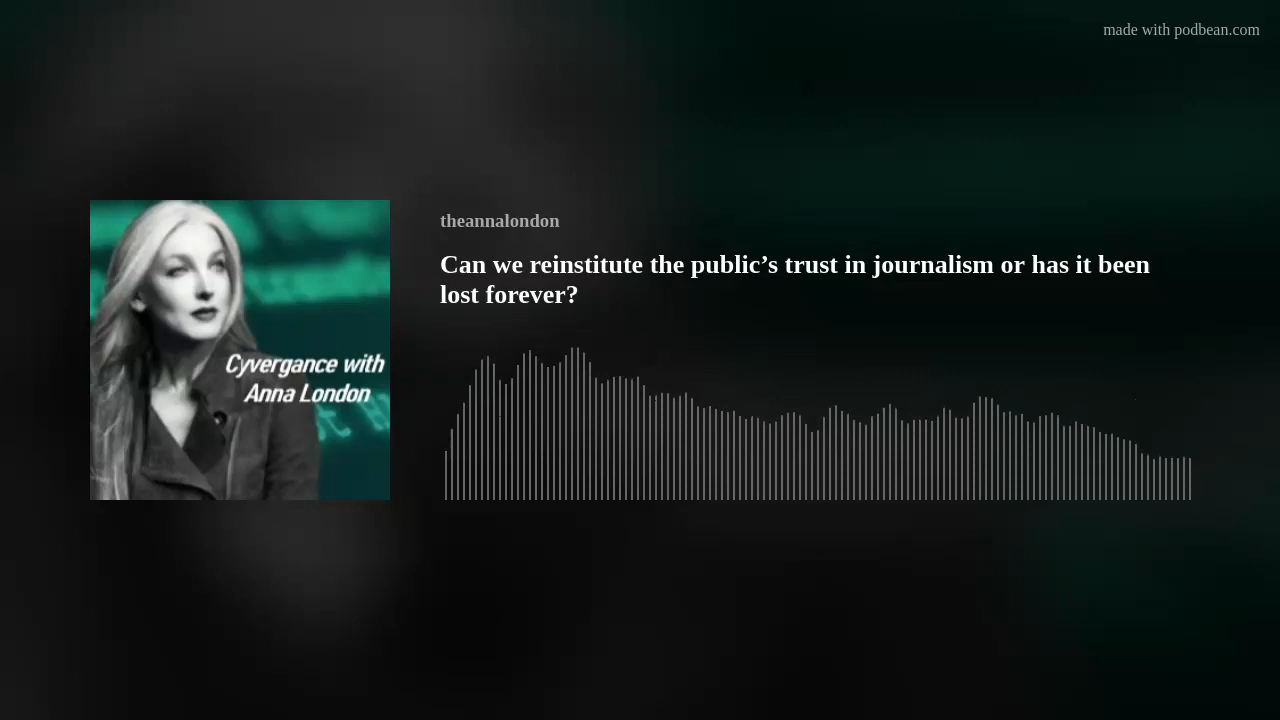 made with podbean.com
theannalondon
Can we reinstitute the public’s trust in journalism or has it been
lost forever?
Cyvergance with
Anna London